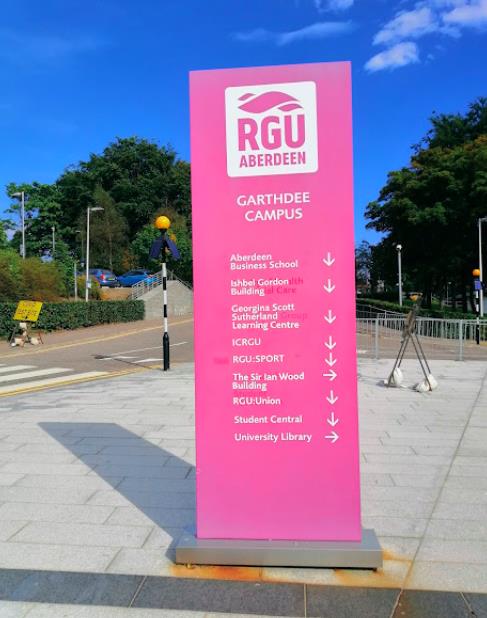 RGU
ABERDEEN
GARTHDEE
CAMPUS
Aberdeen
Business School ↓
Ishbel Gordon
Building ↓
Georgina Scott
Sutherland
Learning Centre ↓
ICRGU ↓
RGU:SPORT ↓
The Sir Ian Wood
Building →
RGU:Union ↓
Student Central ↓
University Library →